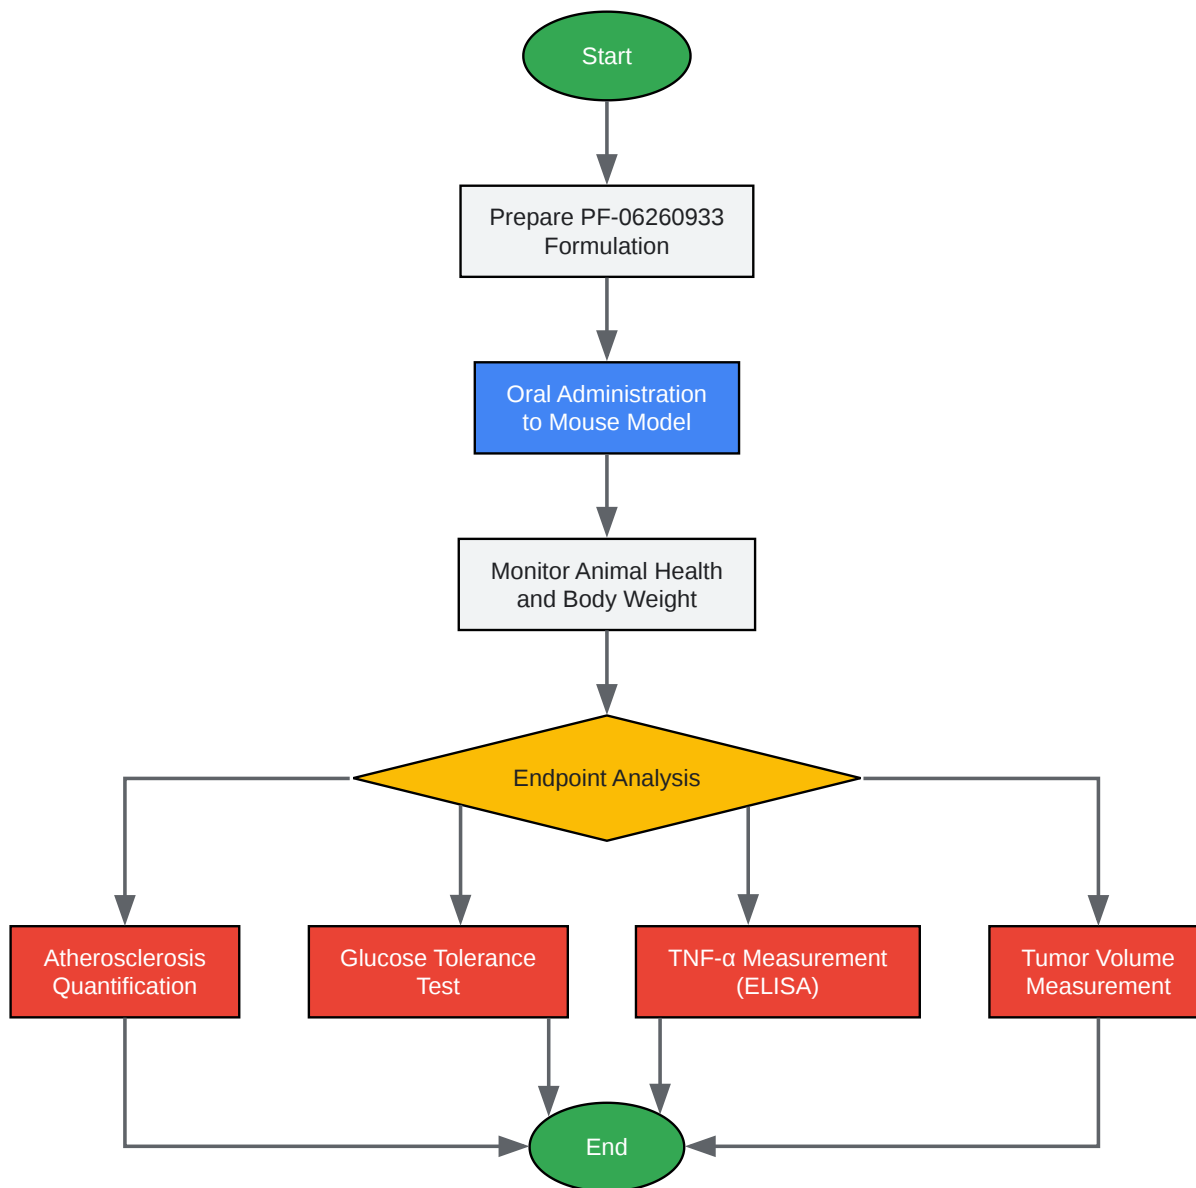 Start
Prepare PF-06260933
Formulation
Oral Administration
to Mouse Model
Monitor Animal Health
and Body Weight
Endpoint Analysis
Atherosclerosis
Quantification
Glucose Tolerance
Test
TNF-α Measurement
(ELISA)
Tumor Volume
Measurement
End